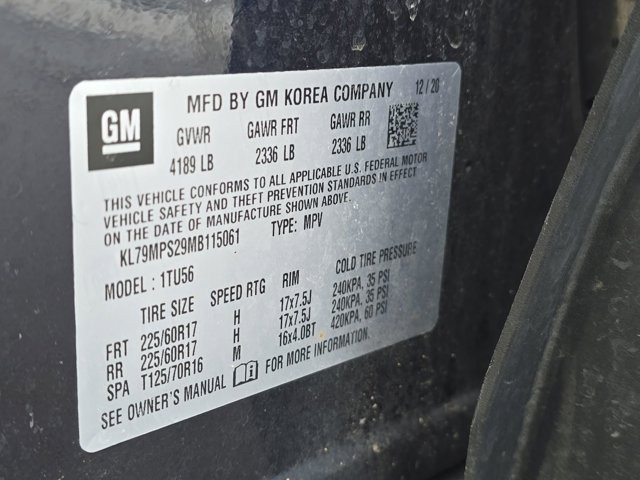 GM
MFD BY GM KOREA COMPANY 12/20
GVWR GAWR FRT GAWR RR
4189 LB 2336 LB 2336 LB
THIS VEHICLE CONFORMS TO ALL APPLICABLE U.S. FEDERAL MOTOR
VEHICLE SAFETY AND THEFT PREVENTION STANDARDS IN EFFECT
ON THE DATE OF MANUFACTURE SHOWN ABOVE.
KL79MPS29MB115061 TYPE: MPV
MODEL : 1TU56
TIRE SIZE SPEED RTG RIM COLD TIRE PRESSURE
FRT 225/60R17 H 17x7.5J 240KPA, 35 PSI
RR 225/60R17 H 17x7.5J 240KPA, 35 PSI
SPA T125/70R16 M 16x4.0BT 420KPA, 60 PSI
SEE OWNER'S MANUAL FOR MORE INFORMATION.